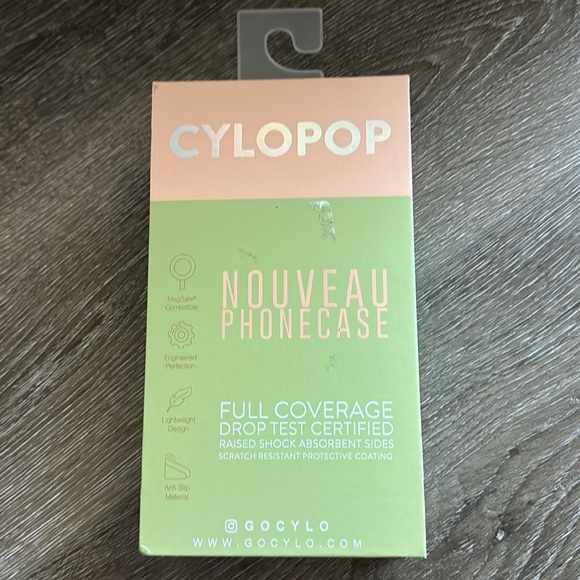 CYLOPOP
NOUVEAU
PHONECASE
MagSafe®
Compatible
Engineered
Perfection
Lightweight
Design
Anti-Slip
Material
FULL COVERAGE
DROP TEST CERTIFIED
RAISED SHOCK ABSORBENT SIDES
SCRATCH RESISTANT PROTECTIVE COATING
GOCYLO
WWW.GOCYLO.COM